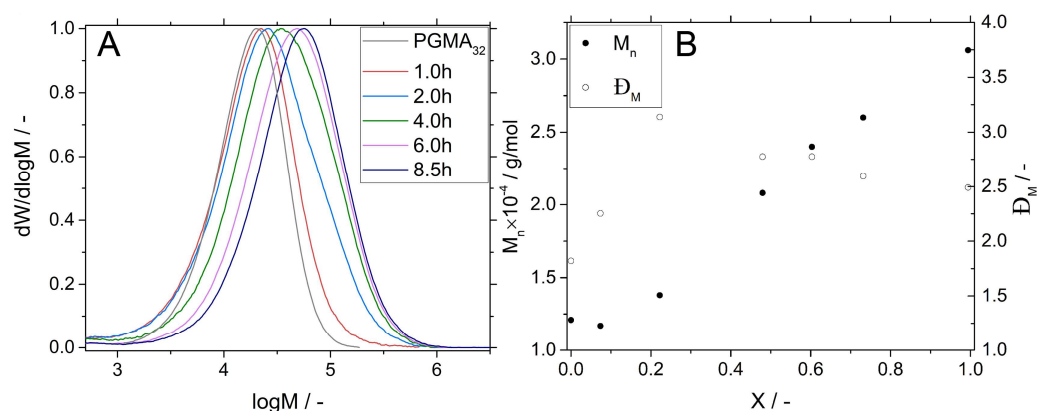 A
PGMA₃₂
1.0h
2.0h
4.0h
6.0h
8.5h
dW/dlogM / -
1.0
0.8
0.6
0.4
0.2
0.0
3
4
5
6
logM / -
B
Mₙ
Đ_M
Mₙ×10⁻⁴ / g/mol
3.0
2.5
2.0
1.5
1.0
4.0
3.5
3.0
2.5
2.0
1.5
1.0
Đ_M / -
0.0
0.2
0.4
0.6
0.8
1.0
X / -